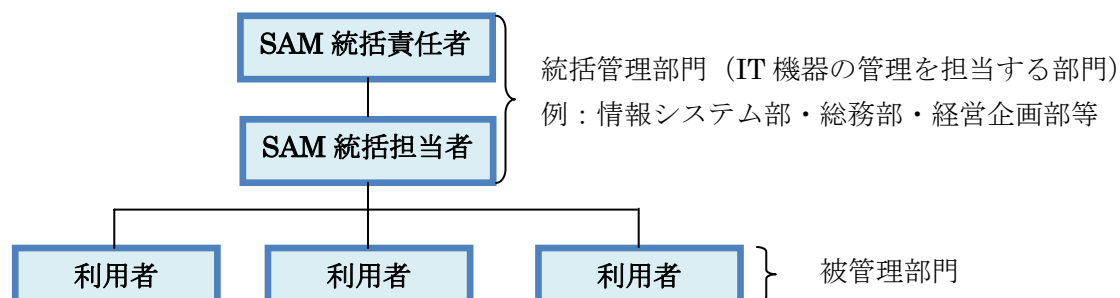 SAM 統括責任者
統括管理部門（IT 機器の管理を担当する部門）
例：情報システム部・総務部・経営企画部等
SAM 統括担当者
利用者
利用者
利用者
被管理部門